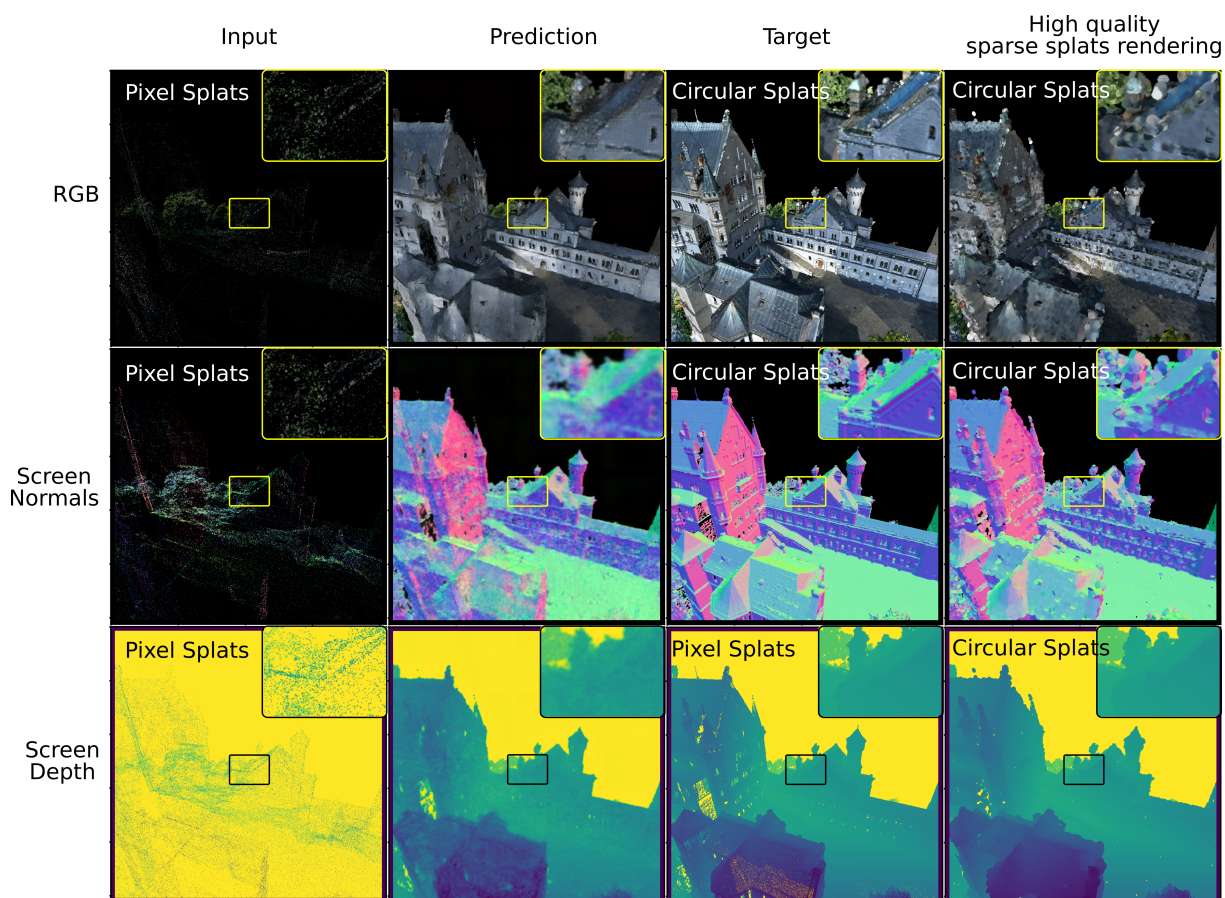 Input
Prediction
Target
High quality
sparse splats rendering
RGB
Pixel Splats
Circular Splats
Circular Splats
Screen
Normals
Pixel Splats
Circular Splats
Circular Splats
Screen
Depth
Pixel Splats
Pixel Splats
Circular Splats